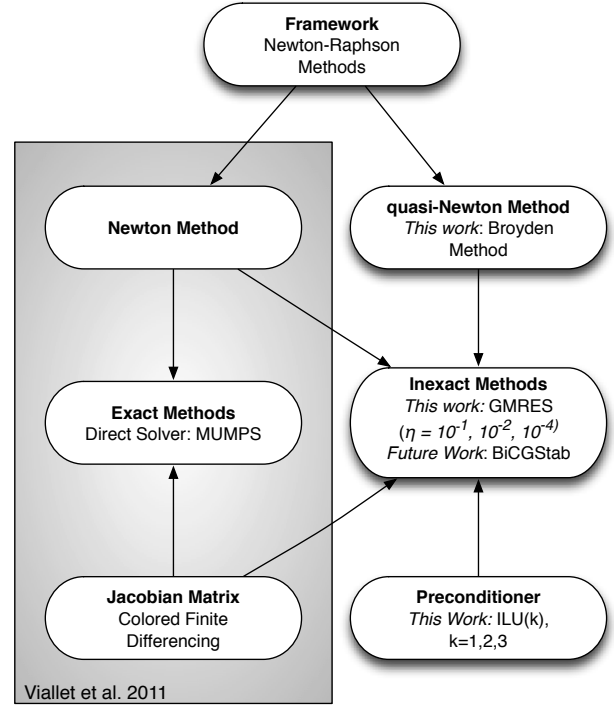 Framework
Newton-Raphson
Methods
Newton Method
quasi-Newton Method
This work: Broyden
Method
Exact Methods
Direct Solver: MUMPS
Inexact Methods
This work: GMRES
(η = 10⁻¹, 10⁻², 10⁻⁴)
Future Work: BiCGStab
Jacobian Matrix
Colored Finite
Differencing
Preconditioner
This Work: ILU(k),
k=1,2,3
Viallet et al. 2011